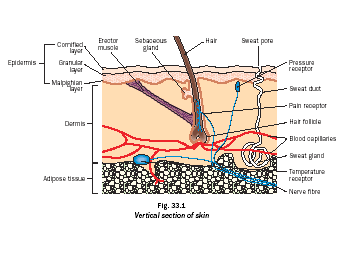 Cornified layer
Erector muscle
Sebaceous gland
Hair
Sweat pore
Epidermis
Granular layer
Malpighian layer
Pressure receptor
Sweat duct
Pain receptor
Dermis
Hair follicle
Blood capillaries
Sweat gland
Adipose tissue
Temperature receptor
Nerve fibre
Fig. 33.1
Vertical section of skin